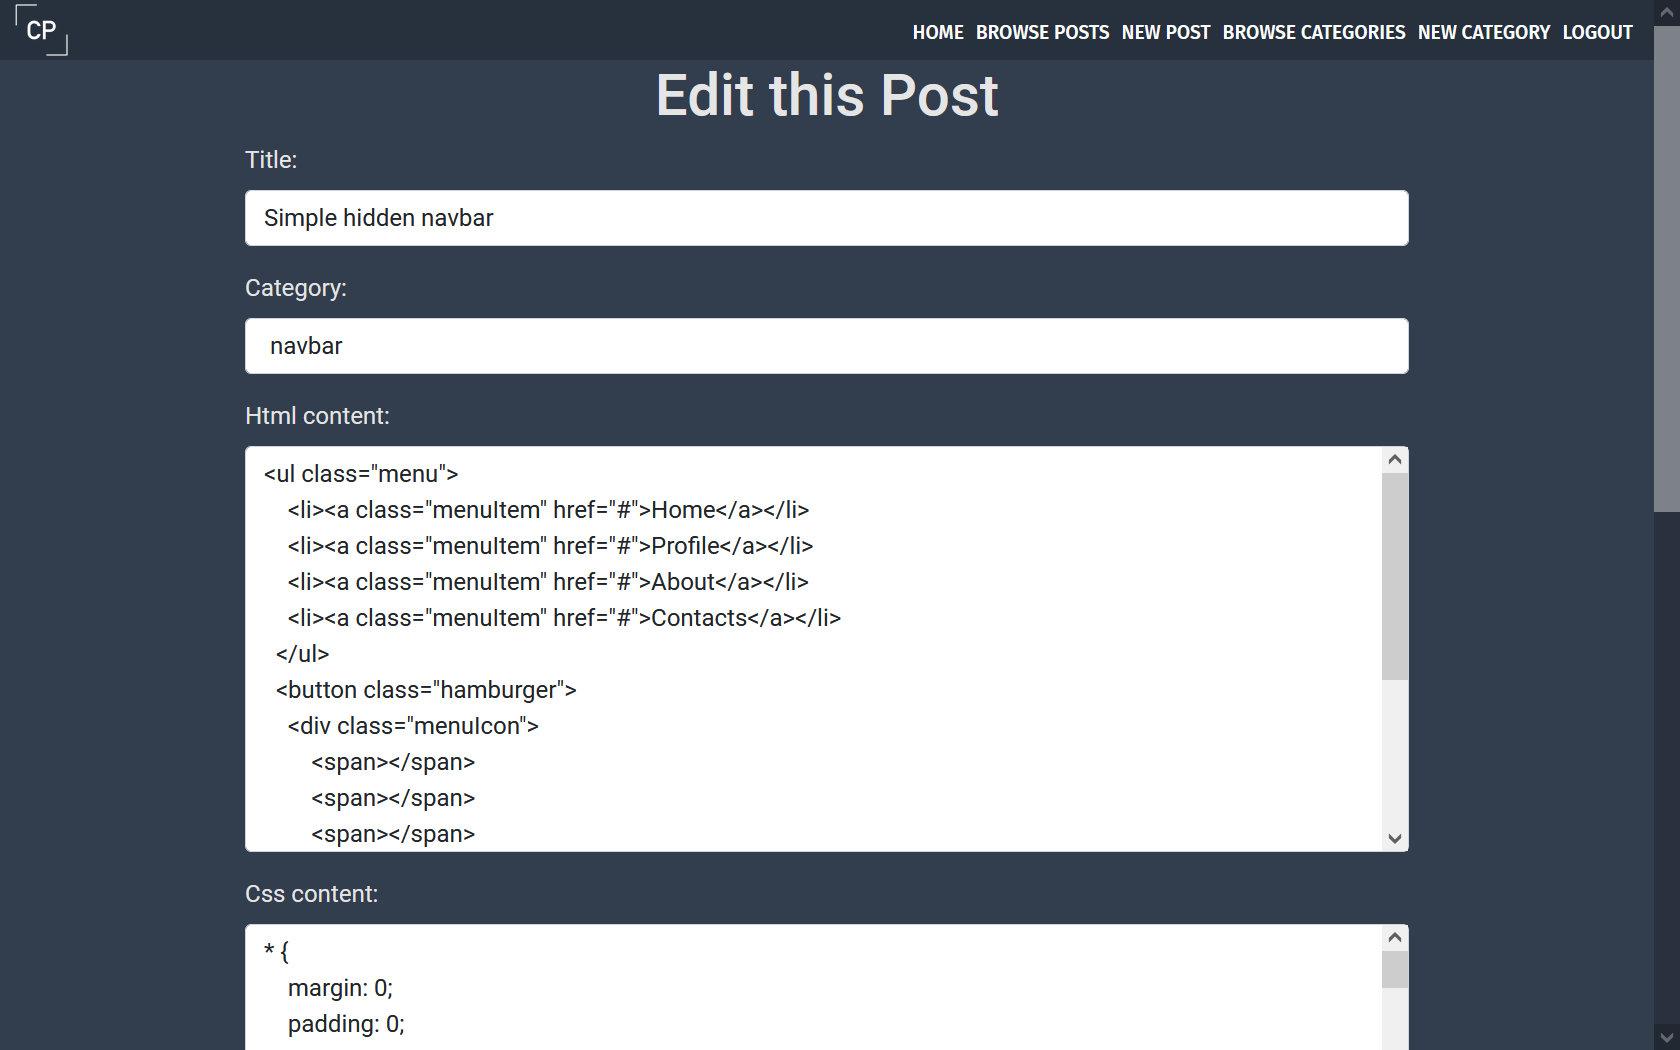 CP
HOME BROWSE POSTS NEW POST BROWSE CATEGORIES NEW CATEGORY LOGOUT
Edit this Post
Title:
Simple hidden navbar
Category:
navbar
Html content:
<ul class="menu">
<li><a class="menuItem" href="#">Home</a></li>
<li><a class="menuItem" href="#">Profile</a></li>
<li><a class="menuItem" href="#">About</a></li>
<li><a class="menuItem" href="#">Contacts</a></li>
</ul>
<button class="hamburger">
<div class="menuIcon">
<span></span>
<span></span>
<span></span>
Css content:
* {
margin: 0;
padding: 0;